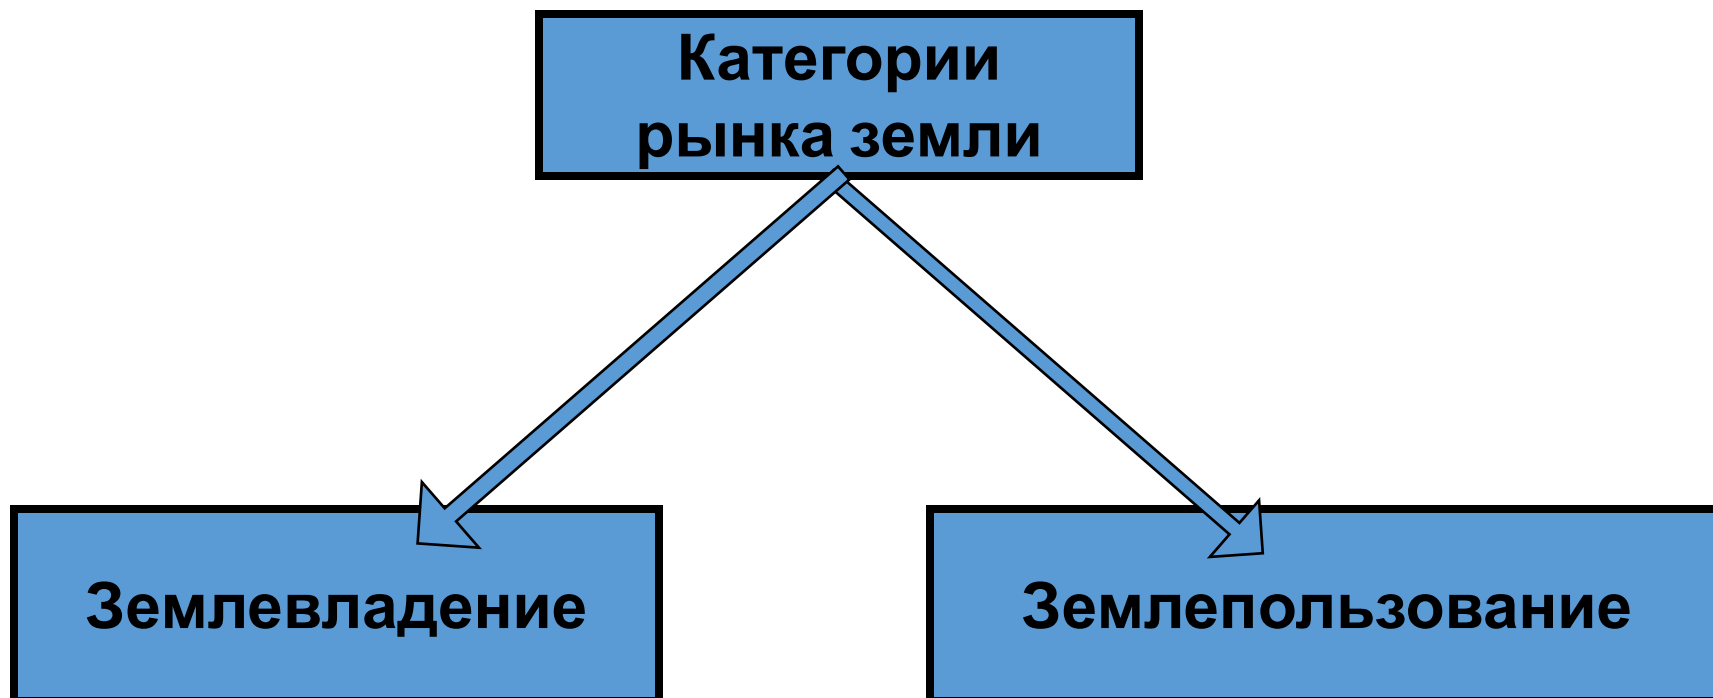 Категории
рынка земли
Землевладение
Землепользование